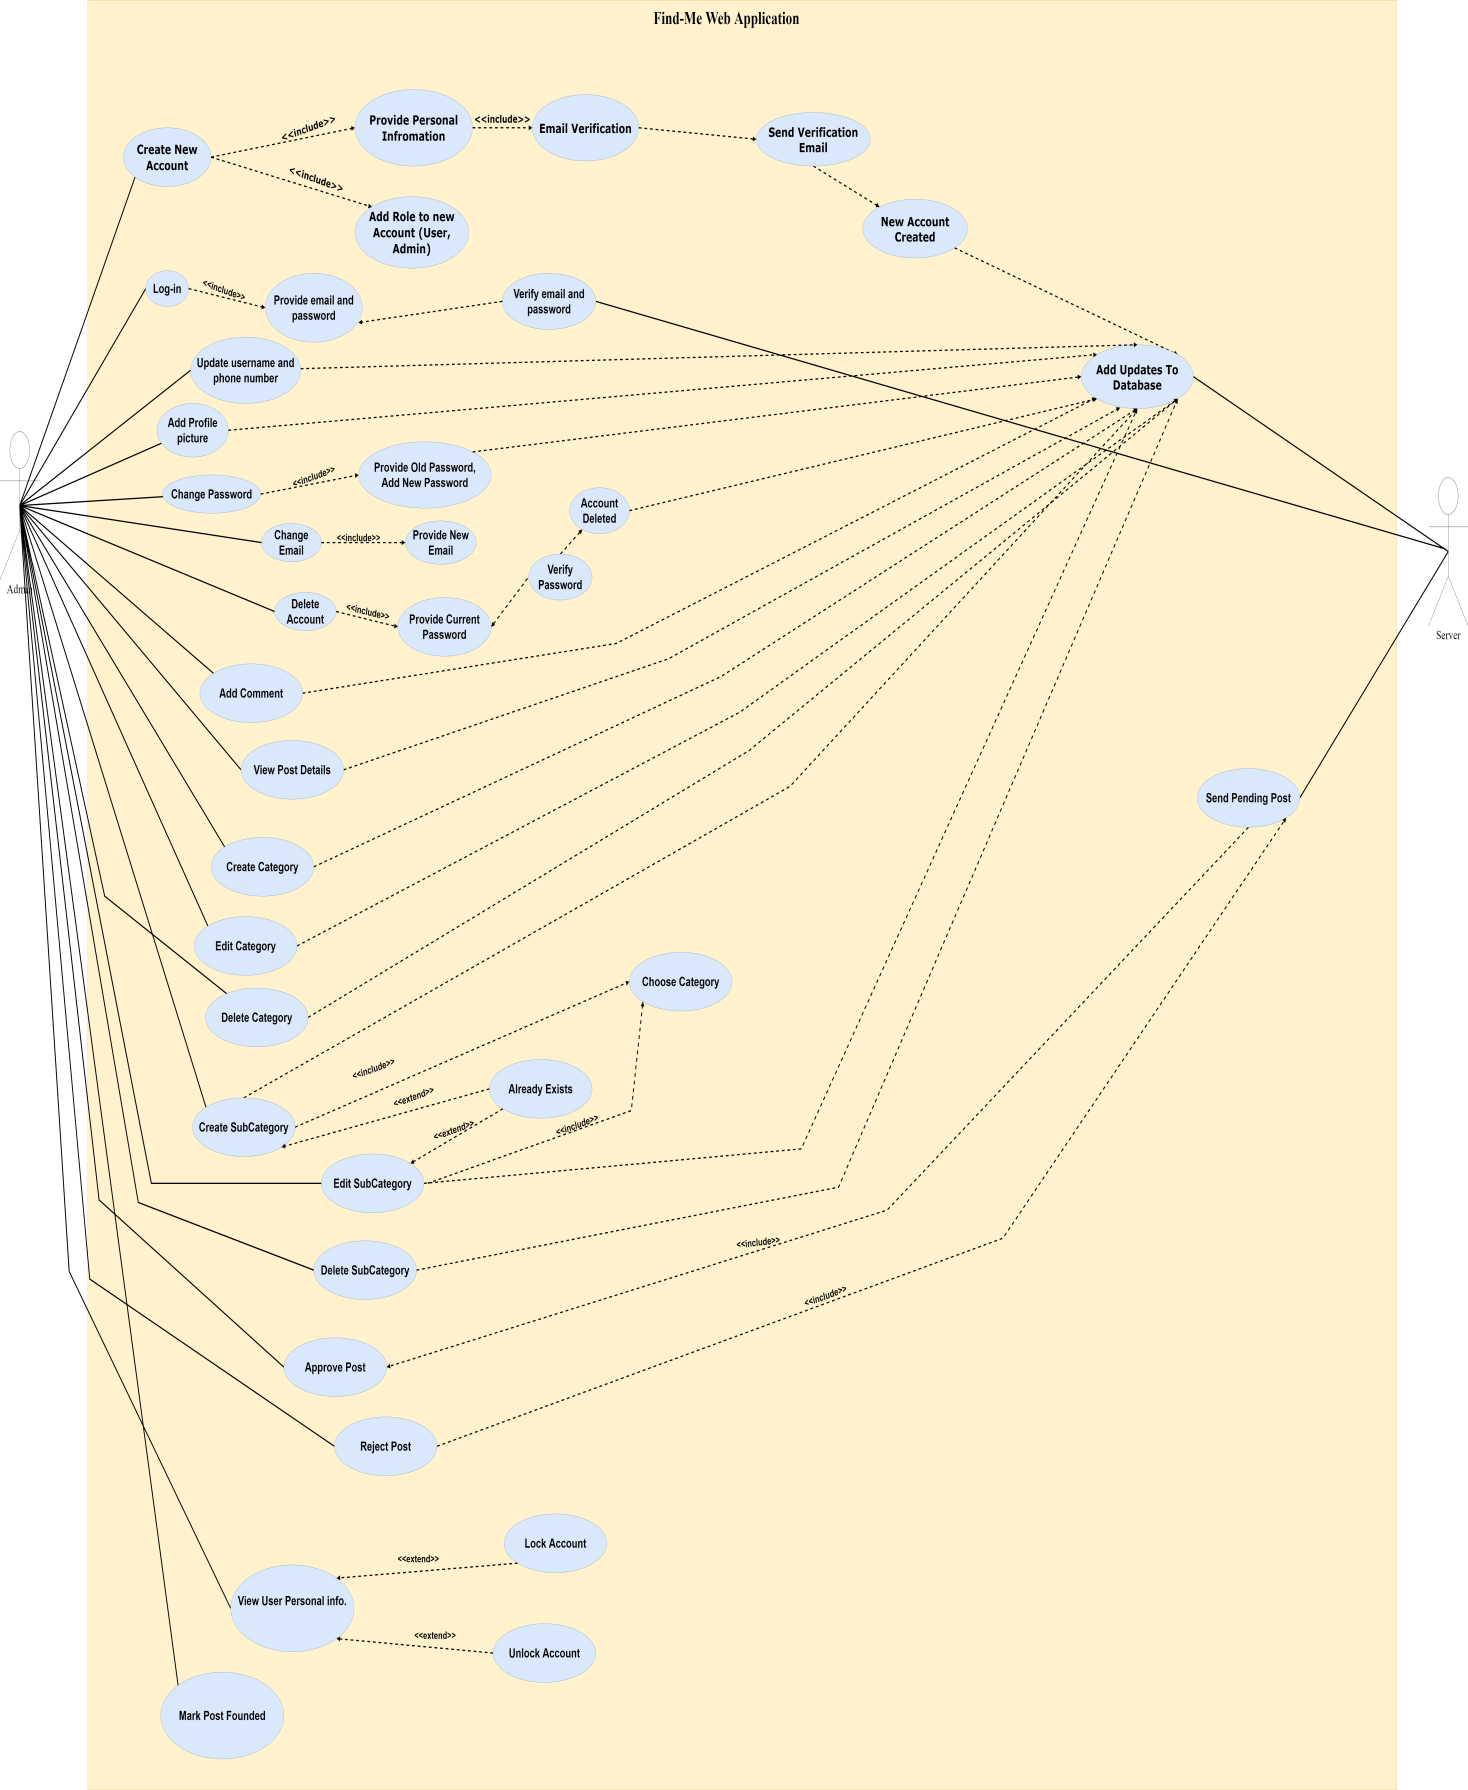 Find-Me Web Application
Create New
Account
<<include>>
<<include>>
Provide Personal
Infromation
<<include>>
Email Verification
Send Verification
Email
Add Role to new
Account (User,
Admin)
New Account
Created
Log-in
<<include>>
Provide email and
password
Verify email and
password
Update username and
phone number
Add Updates To
Database
Add Profile
picture
Change Password
<<include>>
Provide Old Password,
Add New Password
Account
Deleted
Change
Email
<<include>>
Provide New
Email
Verify
Password
Admin
Delete
Account
<<include>>
Provide Current
Password
Server
Add Comment
View Post Details
Send Pending Post
Create Category
Edit Category
Choose Category
Delete Category
<<include>>
<<extend>>
Already Exists
Create SubCategory
<<extend>>
<<include>>
Edit SubCategory
<<include>>
Delete SubCategory
<<include>>
Approve Post
Reject Post
Lock Account
<<extend>>
View User Personal info.
<<extend>>
Unlock Account
Mark Post Founded